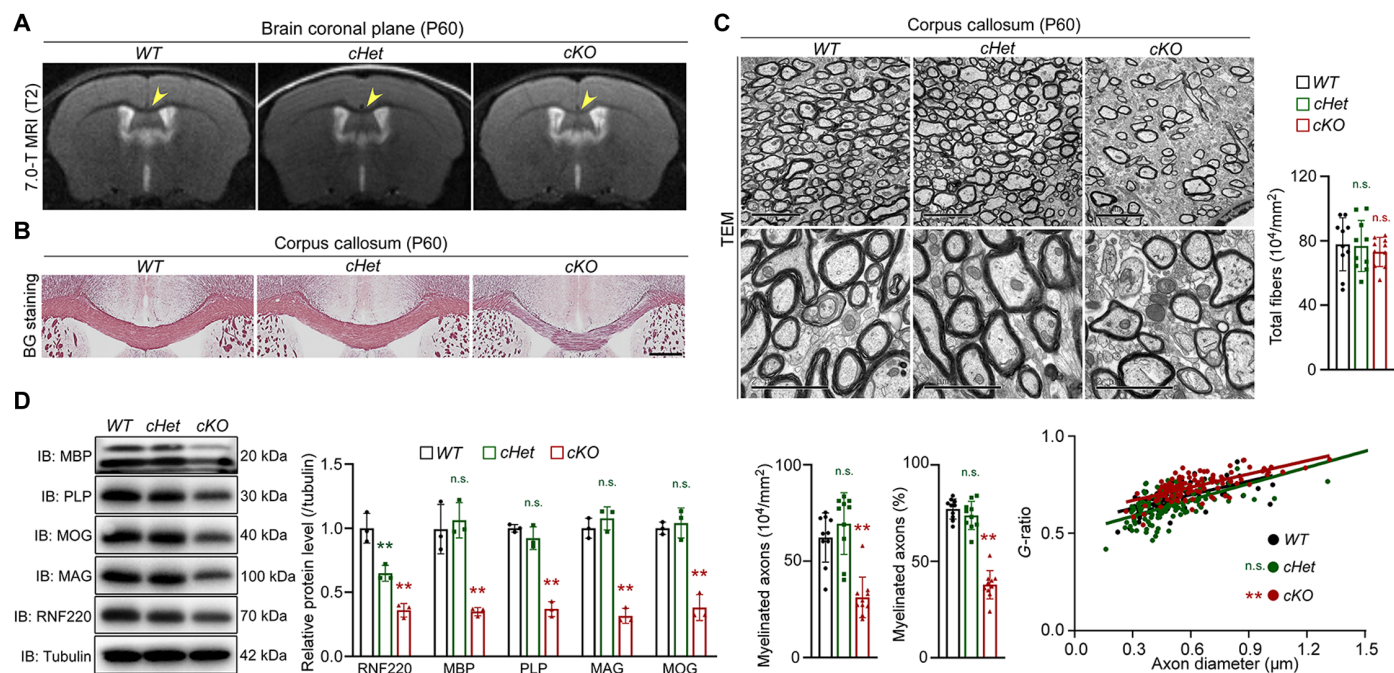 A
Brain coronal plane (P60)
WT
cHet
cKO
7.0-T MRI (T2)
B
Corpus callosum (P60)
WT
cHet
cKO
BG staining
C
Corpus callosum (P60)
WT
cHet
cKO
TEM
WT
cHet
cKO
Total fibers (10⁴/mm²)
120
80
40
0
n.s.
n.s.
D
WT cHet cKO
IB: MBP 20 kDa
IB: PLP 30 kDa
IB: MOG 40 kDa
IB: MAG 100 kDa
IB: RNF220 70 kDa
IB: Tubulin 42 kDa
WT cHet cKO
Relative protein level (/tubulin)
1.5
1.0
0.5
0.0
**
**
n.s.
**
n.s.
**
n.s.
**
n.s.
**
RNF220 MBP PLP MAG MOG
Myelinated axons (10⁴/mm²)
100
50
0
n.s.
**
Myelinated axons (%)
100
50
0
n.s.
**
G-ratio
1.0
0.5
0.0
WT
n.s. cHet
** cKO
0.3 0.6 0.9 1.2 1.5
Axon diameter (μm)